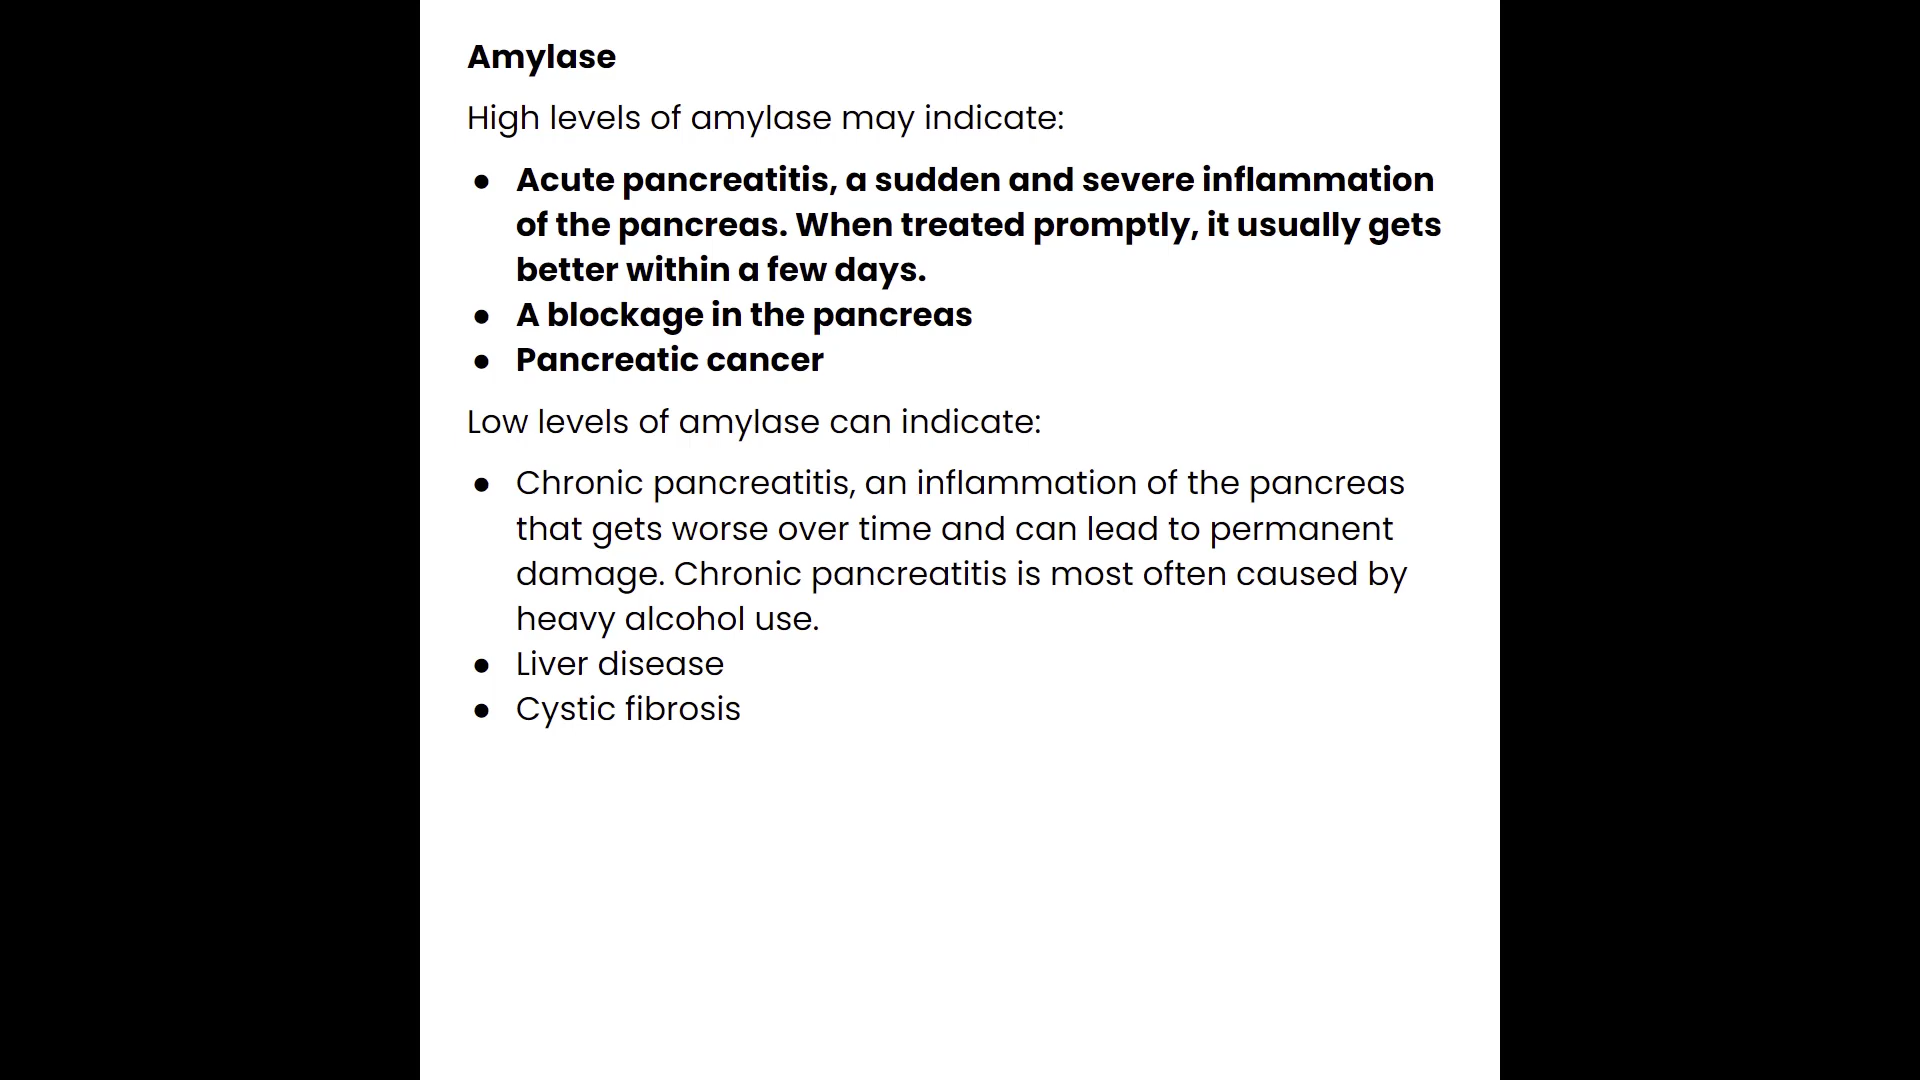 Amylase
High levels of amylase may indicate:
● Acute pancreatitis, a sudden and severe inflammation
of the pancreas. When treated promptly, it usually gets
better within a few days.
● A blockage in the pancreas
● Pancreatic cancer
Low levels of amylase can indicate:
● Chronic pancreatitis, an inflammation of the pancreas
that gets worse over time and can lead to permanent
damage. Chronic pancreatitis is most often caused by
heavy alcohol use.
● Liver disease
● Cystic fibrosis